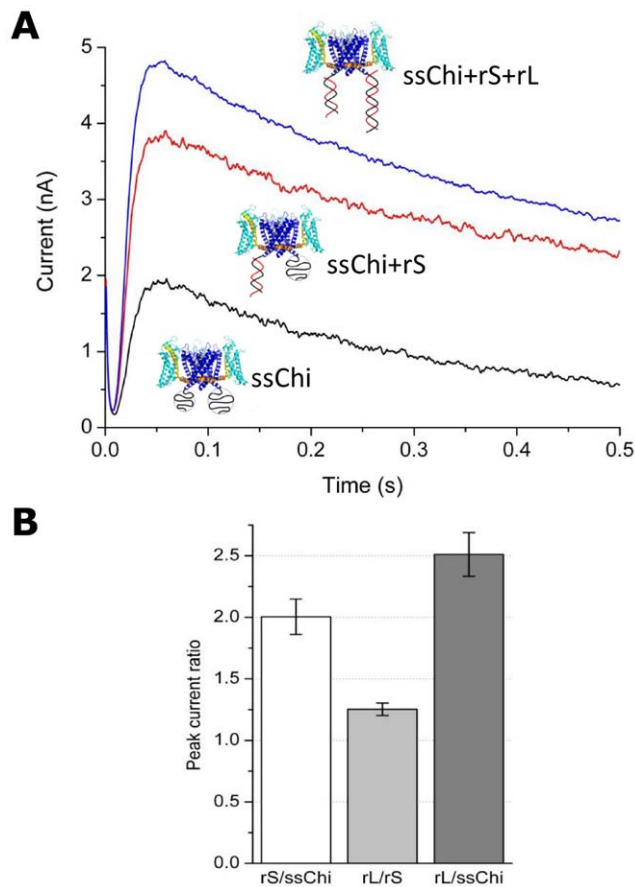 A
5
4
3
2
1
0
Current (nA)
ssChi+rS+rL
ssChi+rS
ssChi
0.0 0.1 0.2 0.3 0.4 0.5
Time (s)
B
2.5
2.0
1.5
1.0
0.5
0.0
Peak current ratio
rS/ssChi rL/rS rL/ssChi